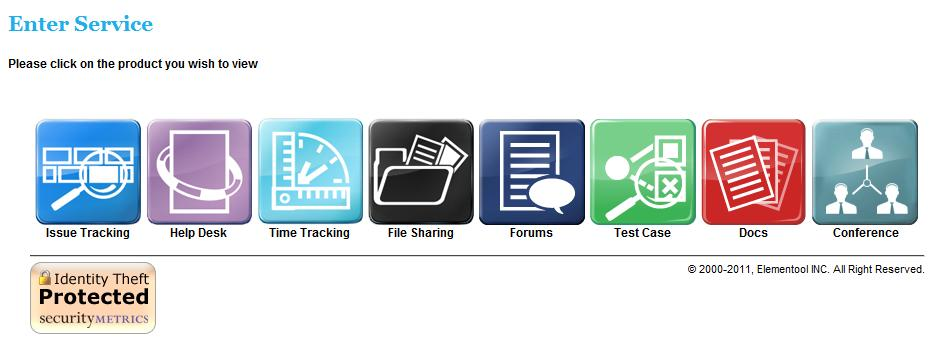 Enter Service
Please click on the product you wish to view
Issue Tracking Help Desk Time Tracking File Sharing Forums Test Case Docs Conference
© 2000-2011, Elementool INC. All Right Reserved.
Identity Theft
Protected
securityMETRICS